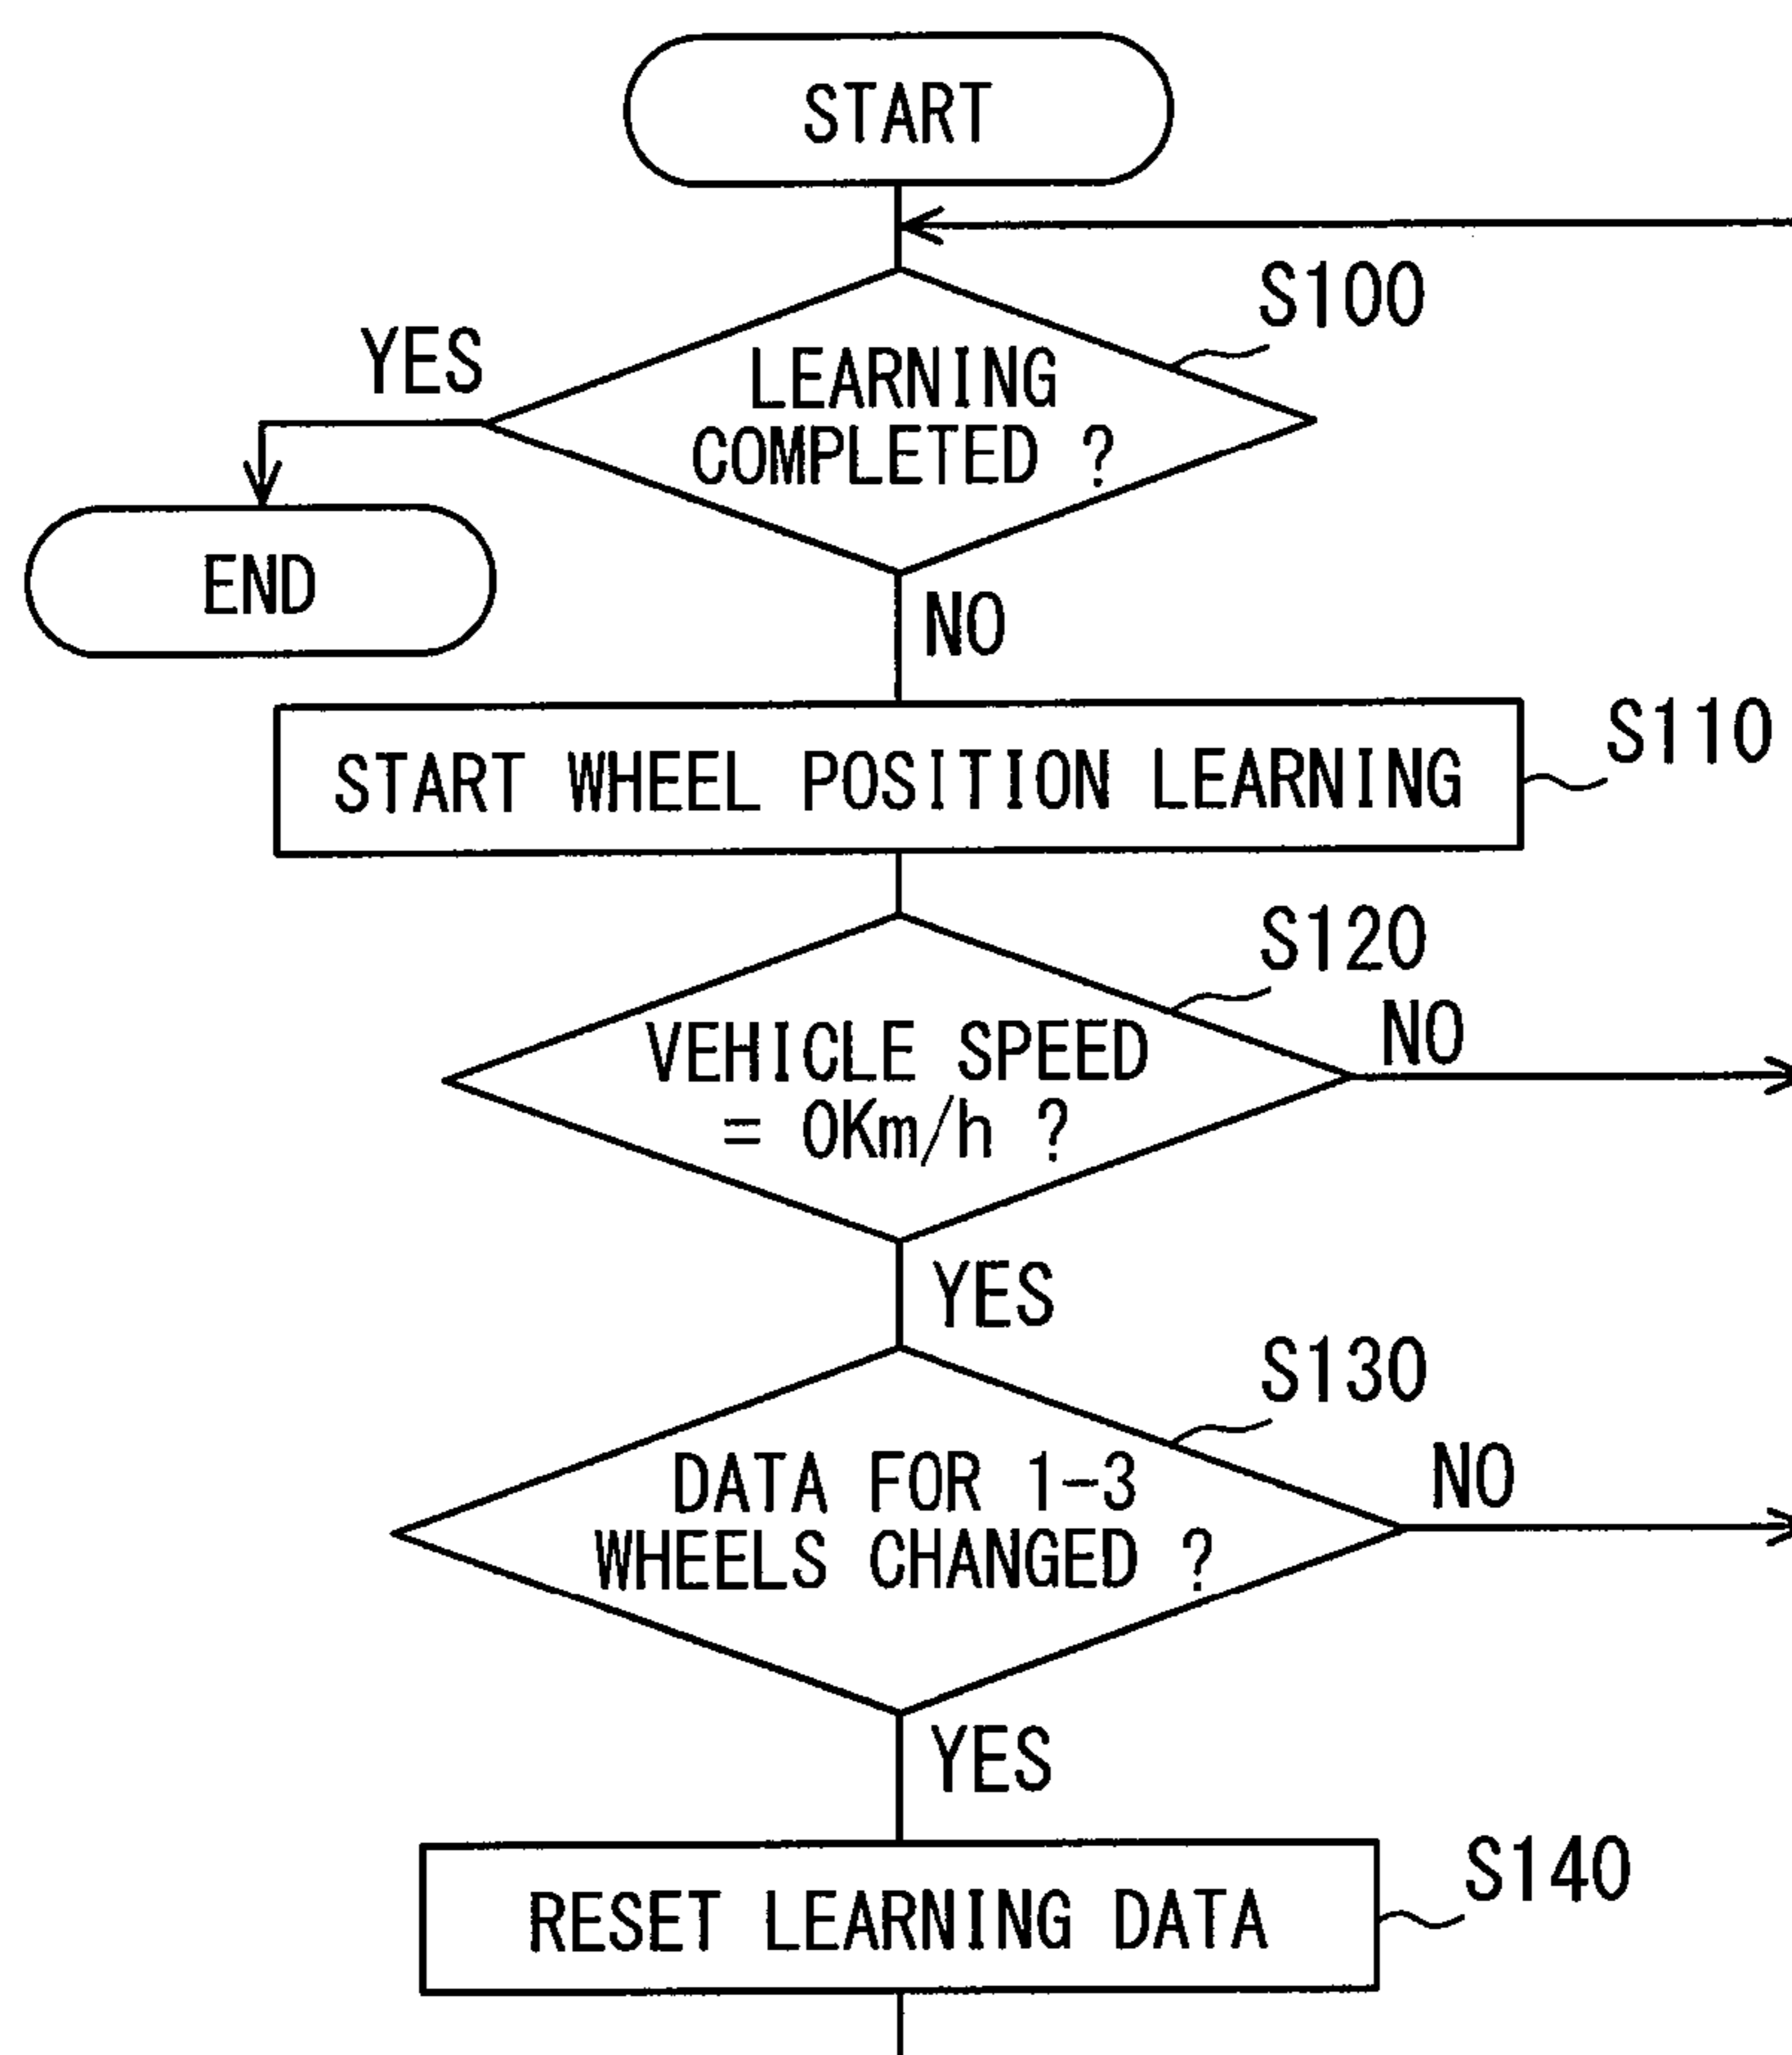 START
S100
YES
LEARNING
COMPLETED ?
END
NO
START WHEEL POSITION LEARNING
S110
S120
VEHICLE SPEED
= 0Km/h ?
NO
YES
S130
DATA FOR 1-3
WHEELS CHANGED ?
NO
YES
RESET LEARNING DATA
S140